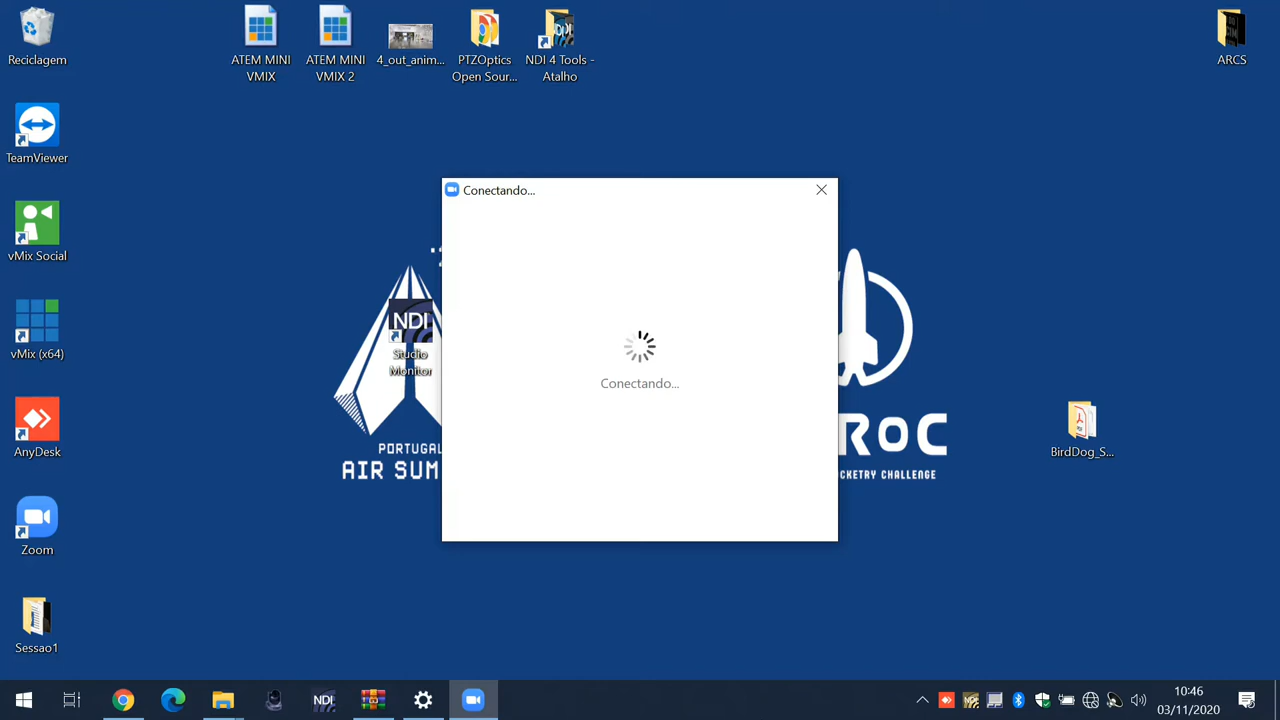 Reciclagem
ATEM MINI
VMIX
ATEM MINI
VMIX 2
4_out_anim...
PTZOptics
Open Sour...
NDI 4 Tools -
Atalho
ARCS
TeamViewer
vMix Social
vMix (x64)
AnyDesk
Zoom
Sessao1
NDI
Studio
Monitor
Conectando...
Conectando...
PORTUGAL
AIR SUM
ROC
CKETRY CHALLENGE
BirdDog_S...
NDI
10:46
03/11/2020